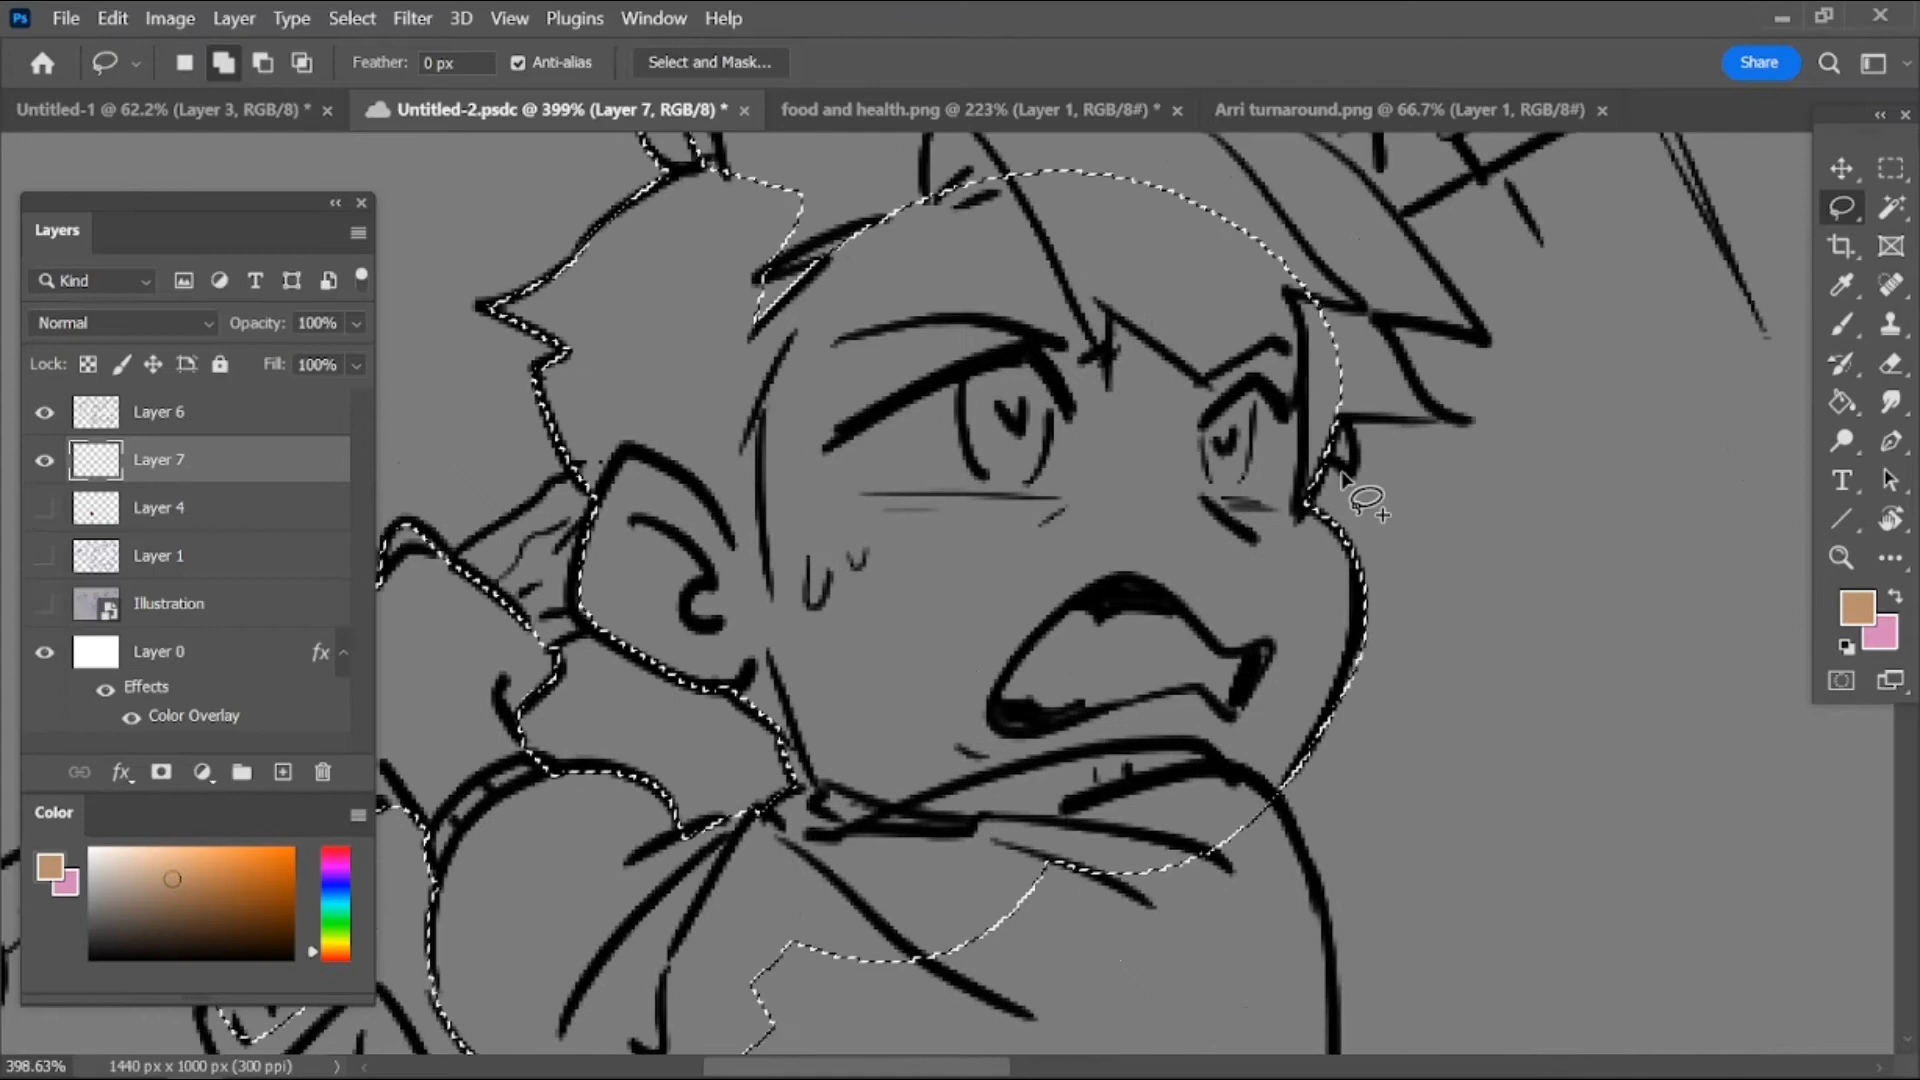 Ps File Edit Image Layer Type Select Filter 3D View Plugins Window Help
Feather: 0 px Anti-alias Select and Mask... Share
Untitled-1 @ 62.2% (Layer 3, RGB/8) * Untitled-2.psdc @ 399% (Layer 7, RGB/8) * food and health.png @ 223% (Layer 1, RGB/8#) * Arri turnaround.png @ 66.7% (Layer 1, RGB/8#)
Layers
Kind
Normal Opacity: 100%
Lock: Fill: 100%
Layer 6
Layer 7
Layer 4
Layer 1
Illustration
Layer 0 fx
Effects
Color Overlay
fx
Color
398.63% 1440 px x 1000 px (300 ppi)